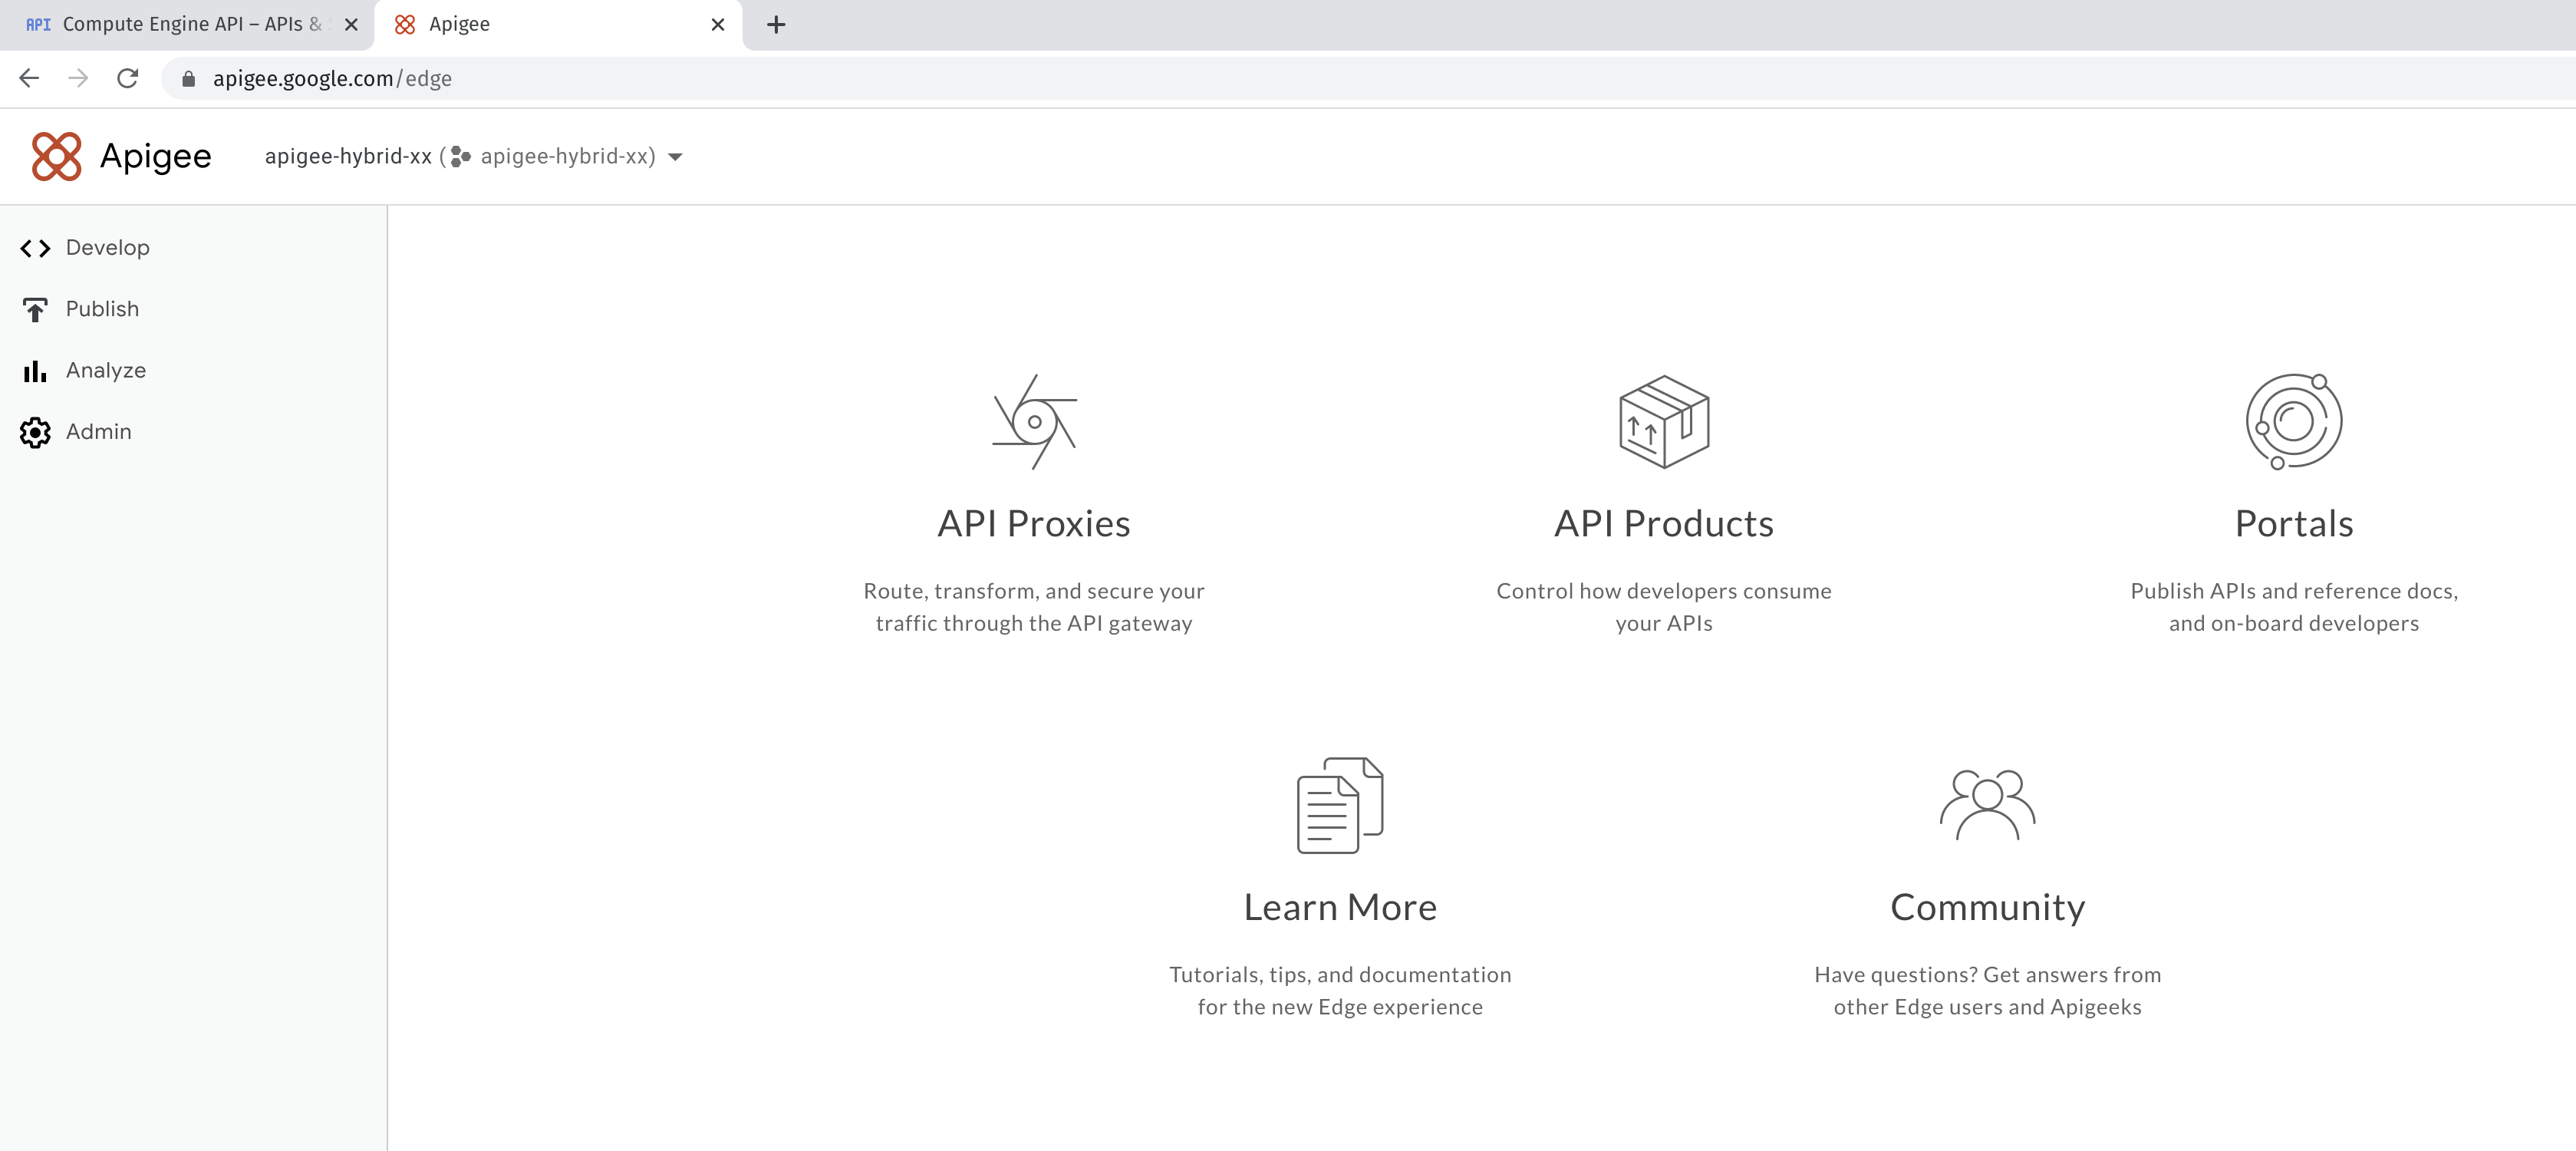 API Compute Engine API – APIs &
Apigee
apigee.google.com/edge
Apigee
apigee-hybrid-xx ( apigee-hybrid-xx)
Develop
Publish
Analyze
Admin
API Proxies
Route, transform, and secure your
traffic through the API gateway
API Products
Control how developers consume
your APIs
Portals
Publish APIs and reference docs,
and on-board developers
Learn More
Tutorials, tips, and documentation
for the new Edge experience
Community
Have questions? Get answers from
other Edge users and Apigeeks